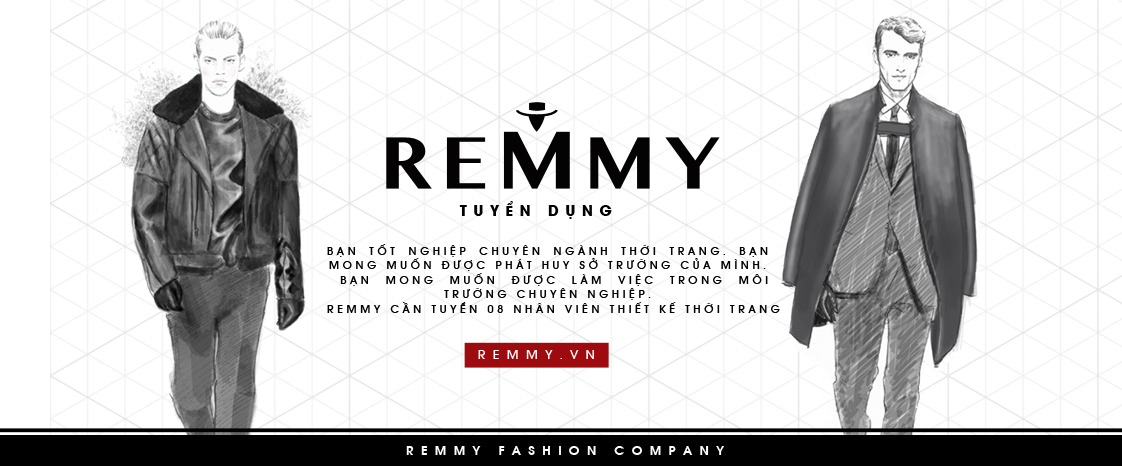 REMMY
TUYỂN DỤNG
BẠN TỐT NGHIỆP CHUYÊN NGÀNH THỜI TRANG. BẠN
MONG MUỐN ĐƯỢC PHÁT HUY SỞ TRƯỜNG CỦA MÌNH.
BẠN MONG MUỐN ĐƯỢC LÀM VIỆC TRONG MÔI
TRƯỜNG CHUYÊN NGHIỆP.
REMMY CẦN TUYỂN 08 NHÂN VIÊN THIẾT KẾ THỜI TRANG
REMMY.VN
REMMY FASHION COMPANY